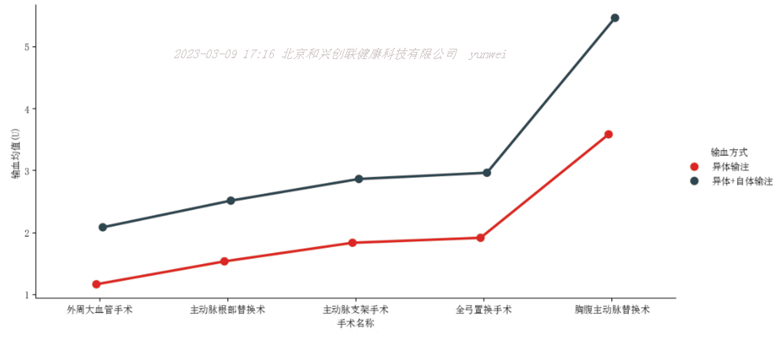 2023-03-09 17:16 北京和兴创联健康科技有限公司 yunwei
输血均值(U)
5
4
3
2
1
外周大血管手术 主动脉根部替换术 主动脉支架手术 全弓置换手术 胸腹主动脉替换术
手术名称
输血方式
异体输注
异体+自体输注